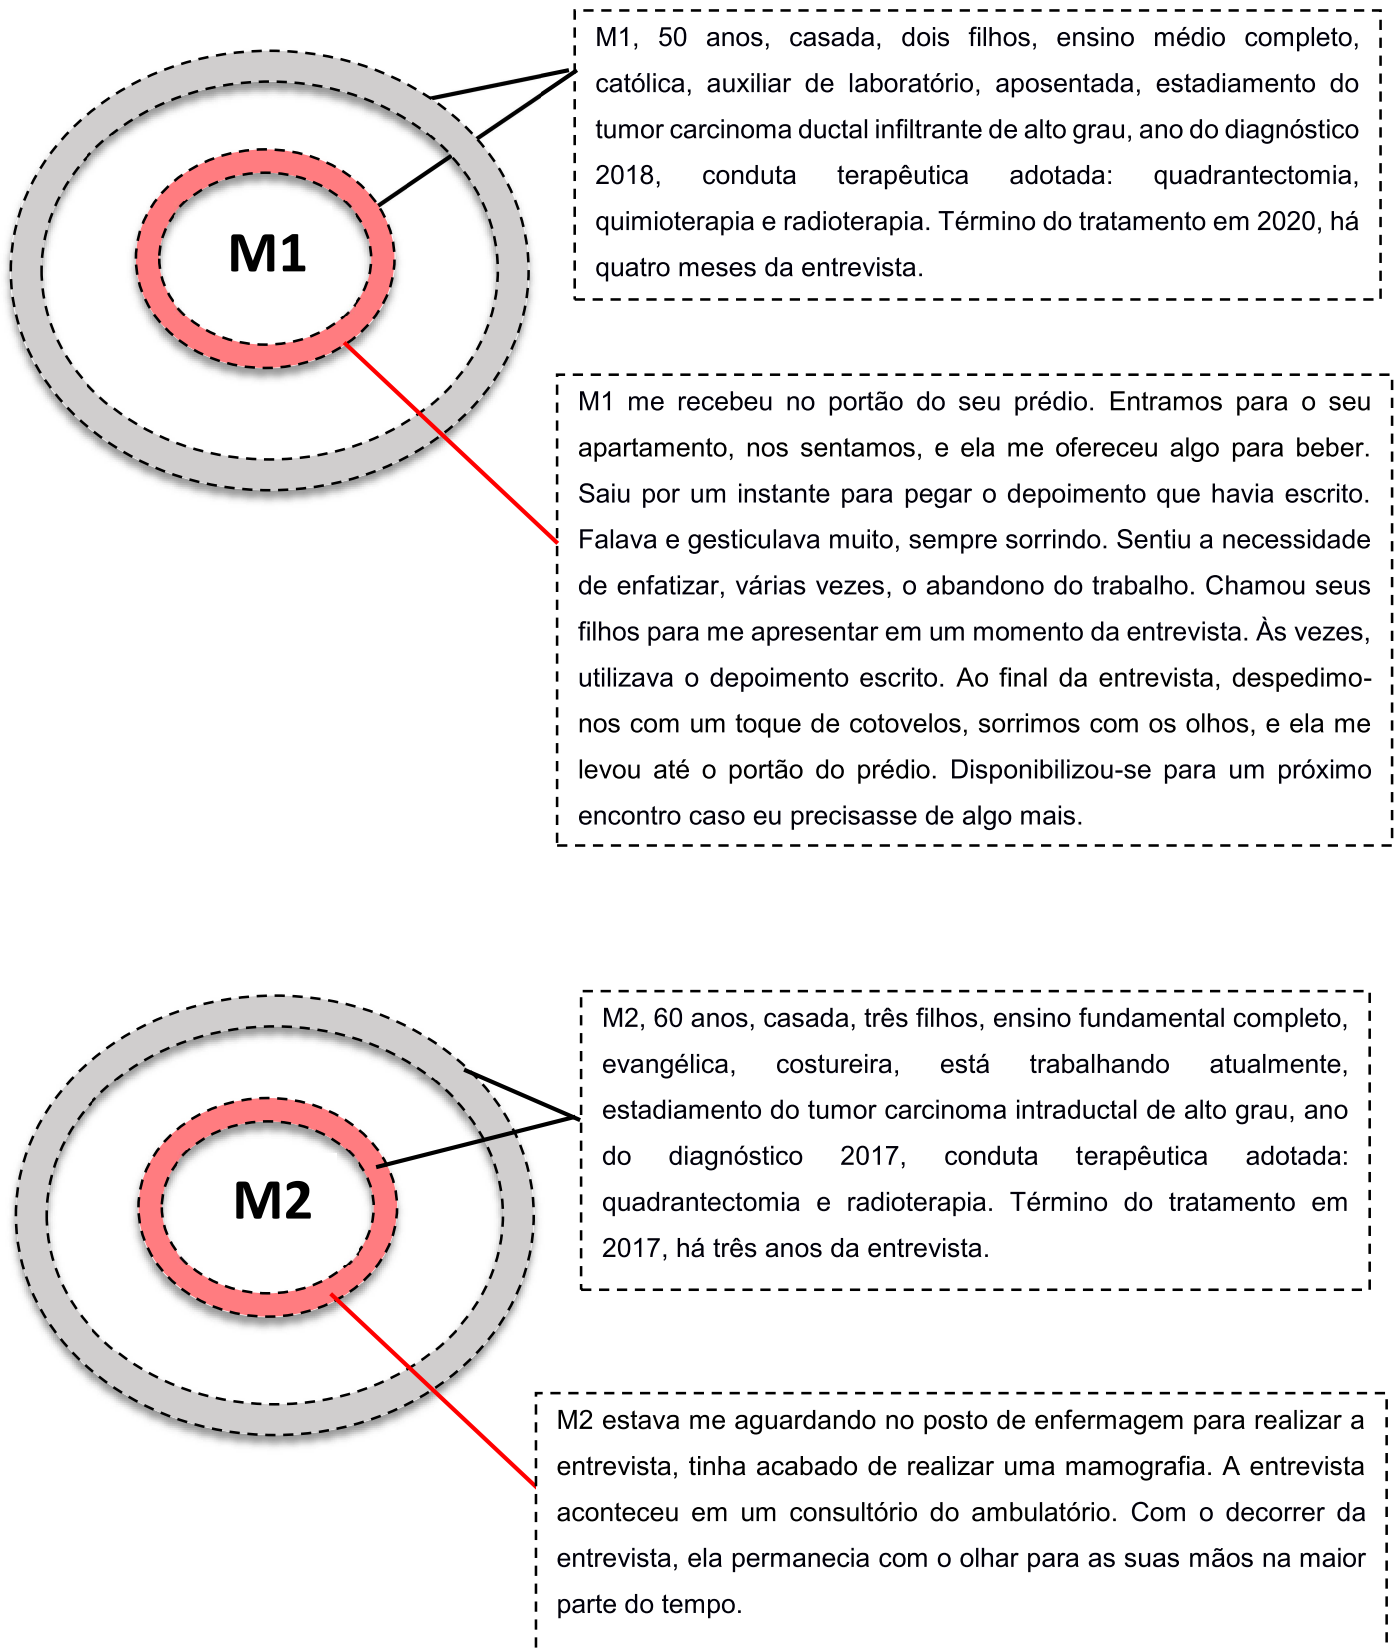 M1
M1, 50 anos, casada, dois filhos, ensino médio completo,
católica, auxiliar de laboratório, aposentada, estadiamento do
tumor carcinoma ductal infiltrante de alto grau, ano do diagnóstico
2018, conduta terapêutica adotada: quadrantectomia,
quimioterapia e radioterapia. Término do tratamento em 2020, há
quatro meses da entrevista.
M1 me recebeu no portão do seu prédio. Entramos para o seu
apartamento, nos sentamos, e ela me ofereceu algo para beber.
Saiu por um instante para pegar o depoimento que havia escrito.
Falava e gesticulava muito, sempre sorrindo. Sentiu a necessidade
de enfatizar, várias vezes, o abandono do trabalho. Chamou seus
filhos para me apresentar em um momento da entrevista. Às vezes,
utilizava o depoimento escrito. Ao final da entrevista, despedimo-
nos com um toque de cotovelos, sorrimos com os olhos, e ela me
levou até o portão do prédio. Disponibilizou-se para um próximo
encontro caso eu precisasse de algo mais.
M2
M2, 60 anos, casada, três filhos, ensino fundamental completo,
evangélica, costureira, está trabalhando atualmente,
estadiamento do tumor carcinoma intraductal de alto grau, ano
do diagnóstico 2017, conduta terapêutica adotada:
quadrantectomia e radioterapia. Término do tratamento em
2017, há três anos da entrevista.
M2 estava me aguardando no posto de enfermagem para realizar a
entrevista, tinha acabado de realizar uma mamografia. A entrevista
aconteceu em um consultório do ambulatório. Com o decorrer da
entrevista, ela permanecia com o olhar para as suas mãos na maior
parte do tempo.